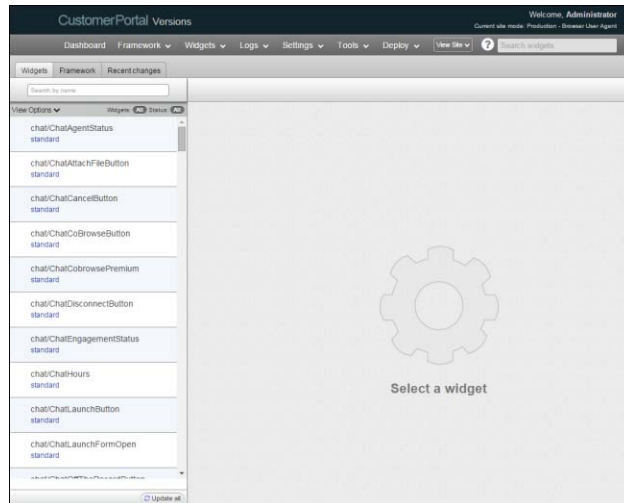 CustomerPortal Versions
Welcome, Administrator
Current site mode: Production - Browser User Agent
Dashboard Framework Widgets Logs Settings Tools Deploy View Site ? Search widgets
Widgets Framework Recent changes
Search by name
View Options Widgets: All Status: All
chat/ChatAgentStatus
standard
chat/ChatAttachFileButton
standard
chat/ChatCancelButton
standard
chat/ChatCoBrowseButton
standard
chat/ChatCobrowsePremium
standard
chat/ChatDisconnectButton
standard
chat/ChatEngagementStatus
standard
chat/ChatHours
standard
chat/ChatLaunchButton
standard
chat/ChatLaunchFormOpen
standard
chat/ChatOffTheRecordButton
Select a widget
Update all